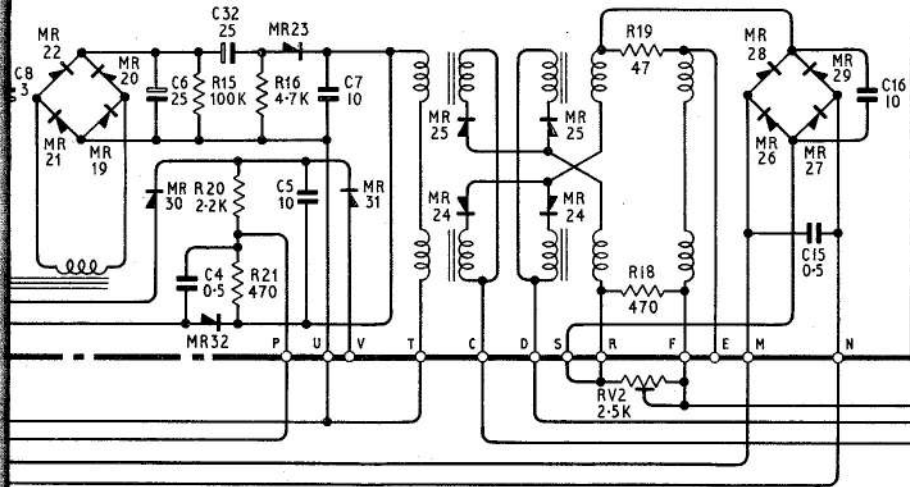 C32
25
MR23
R19
47
MR
22
MR
20
C8
3
C6
25
R15
100K
R16
4·7K
C7
10
MR
28
MR
29
C16
10
MR
21
MR
19
MR
25
MR
25
MR
26
MR
27
MR
30
R20
2·2K
C5
10
MR
31
MR
24
MR
24
C4
0·5
R21
470
R18
470
C15
0·5
MR32
P U V T C D S R F E M N
RV2
2·5K